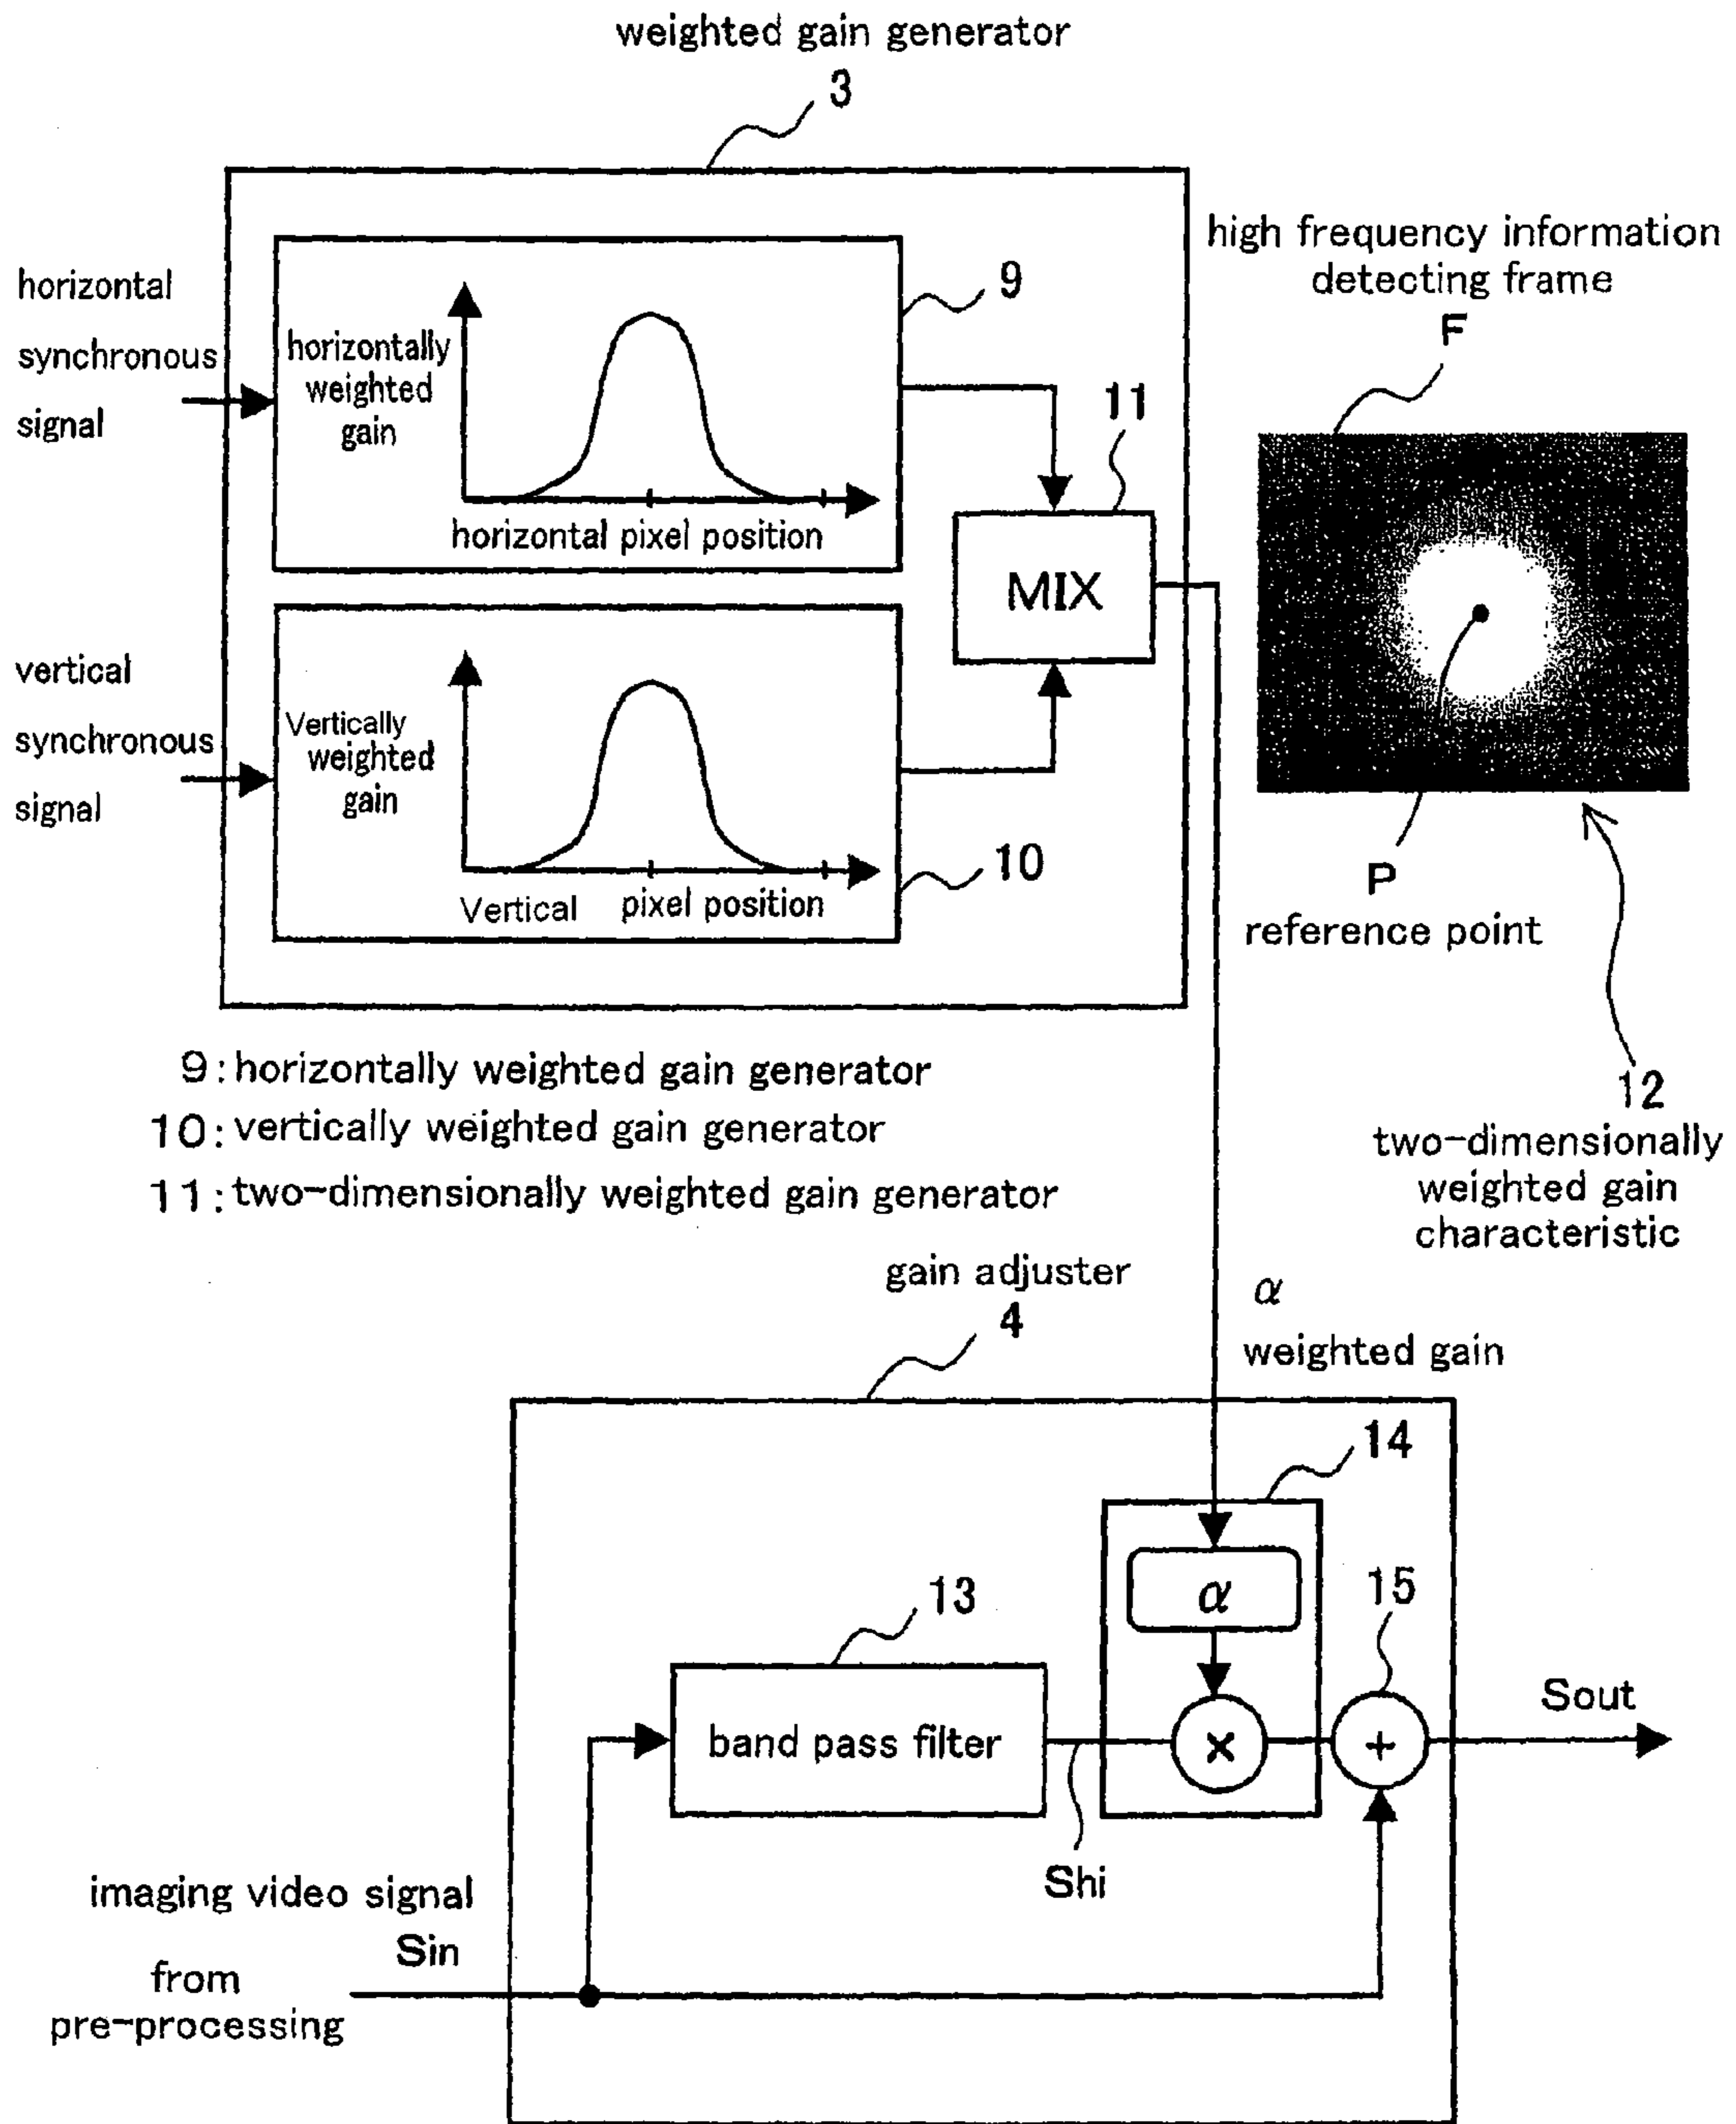 weighted gain generator
3
horizontal
synchronous
signal
horizontally
weighted
gain
horizontal pixel position
9
11
MIX
high frequency information
detecting frame
F
vertical
synchronous
signal
Vertically
weighted
gain
Vertical pixel position
10
P
reference point
12
two-dimensionally
weighted gain
characteristic
9:horizontally weighted gain generator
10:vertically weighted gain generator
11:two-dimensionally weighted gain generator
gain adjuster
4
α
weighted gain
14
α
13
15
band pass filter
×
+
Sout
Shi
imaging video signal
Sin
from
pre-processing